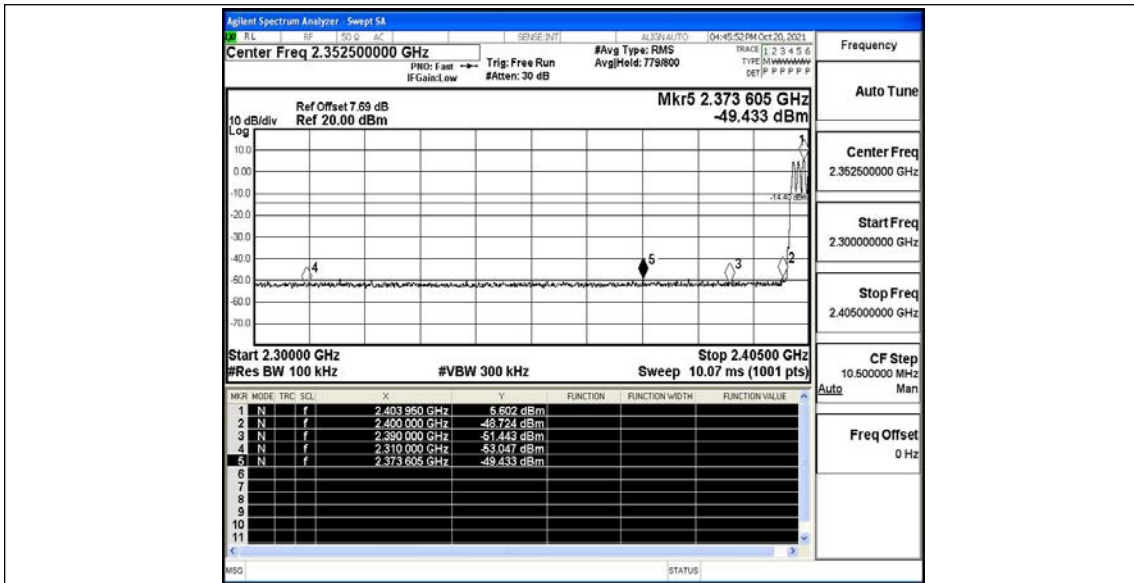 Agilent Spectrum Analyzer - Swept SA
RL RF 50 Ω AC SENSE:INT ALIGNAUTO 04:45:52 PM Oct 20, 2021
Center Freq 2.352500000 GHz
PNO: Fast
IFGain:Low
Trig: Free Run
#Atten: 30 dB
#Avg Type: RMS
Avg|Hold: 779/800
TRACE 1 2 3 4 5 6
TYPE M
DET P P P P P P
Ref Offset 7.69 dB
10 dB/div Ref 20.00 dBm
Mkr5 2.373 605 GHz
-49.433 dBm
Log
10.0
0.00
-10.0
-20.0
-30.0
-40.0
-50.0
-60.0
-70.0
1
-14.40 dBm
2
3
4
5
Start 2.30000 GHz Stop 2.40500 GHz
#Res BW 100 kHz #VBW 300 kHz Sweep 10.07 ms (1001 pts)
MKR MODE TRC SCL X Y FUNCTION FUNCTION WIDTH FUNCTION VALUE
1 N f 2.403 950 GHz 5.602 dBm
2 N f 2.400 000 GHz -48.724 dBm
3 N f 2.390 000 GHz -51.443 dBm
4 N f 2.310 000 GHz -53.047 dBm
5 N f 2.373 605 GHz -49.433 dBm
6
7
8
9
10
11
MSG STATUS
Frequency
Auto Tune
Center Freq
2.352500000 GHz
Start Freq
2.300000000 GHz
Stop Freq
2.405000000 GHz
CF Step
10.500000 MHz
Auto Man
Freq Offset
0 Hz